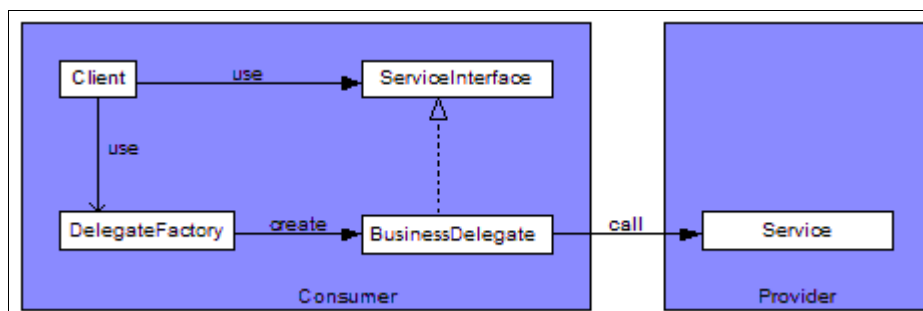 Client
use
ServiceInterface
use
DelegateFactory
create
BusinessDelegate
call
Service
Consumer
Provider